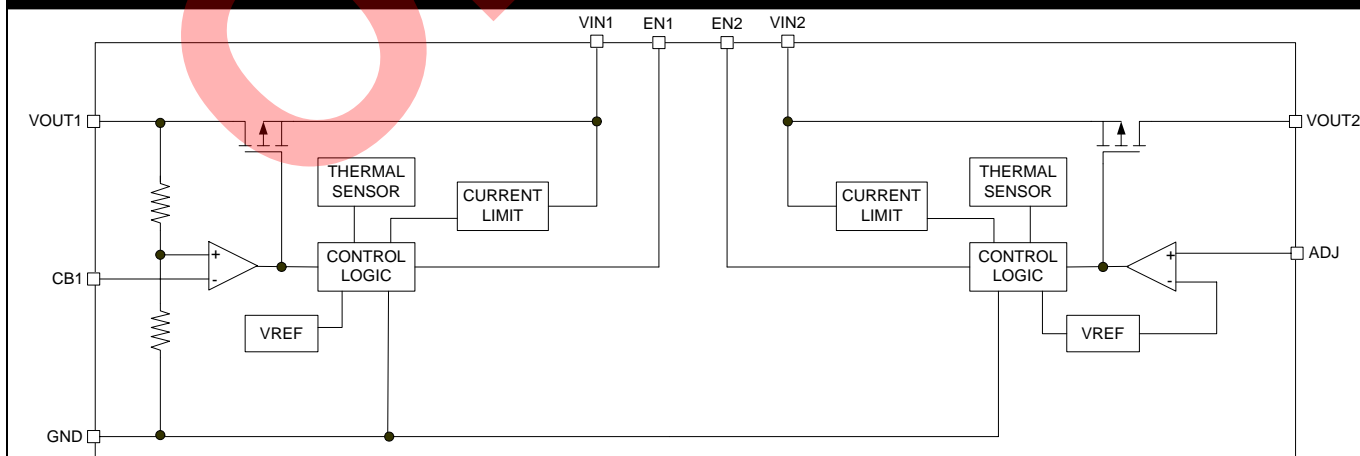 VIN1 EN1 EN2 VIN2
VOUT1
VOUT2
THERMAL
SENSOR
THERMAL
SENSOR
CURRENT
LIMIT
CURRENT
LIMIT
+
-
CONTROL
LOGIC
CONTROL
LOGIC
+
-
ADJ
CB1
VREF
VREF
GND